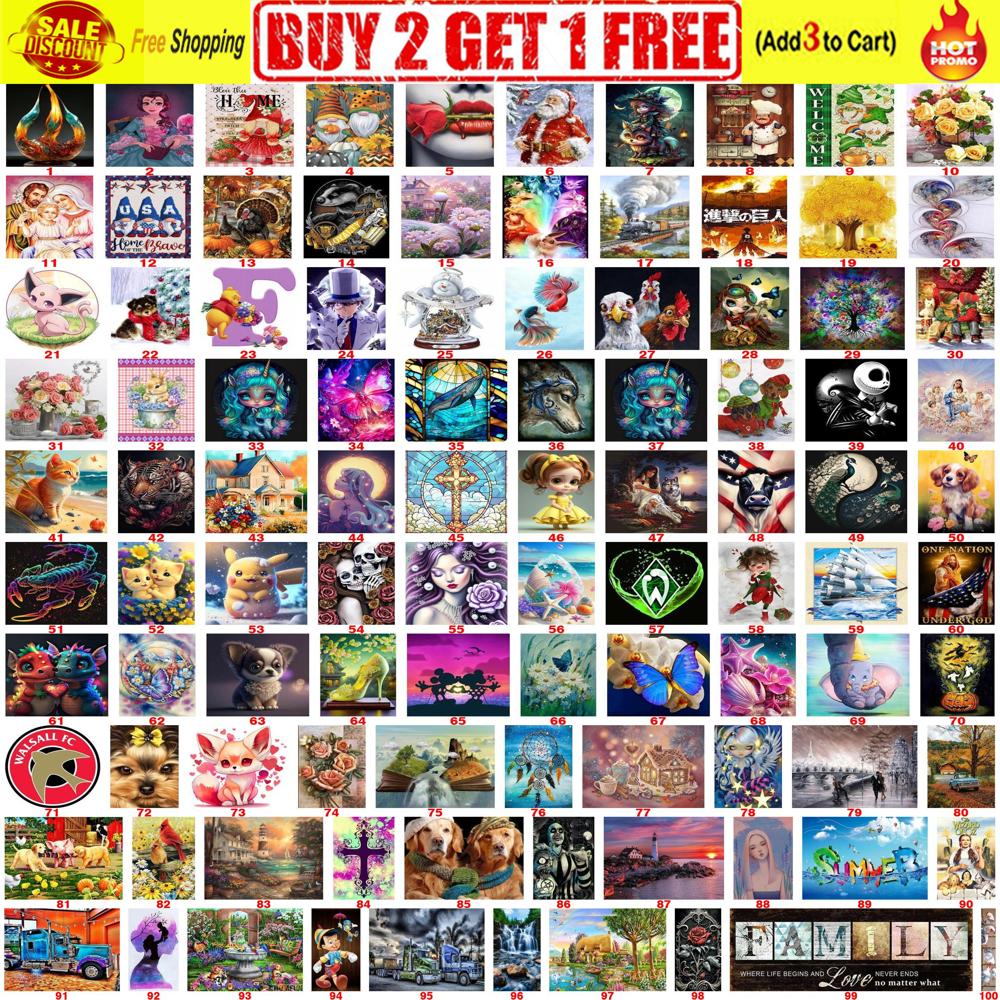 SALE
DISCOUNT
Free Shopping
BUY 2 GET 1 FREE
(Add 3 to Cart)
HOT
PROMO
Bless this
HOME
WELCOME
1 2 3 4 5 6 7 8 9 10
USA
Home OF THE Brave
進撃の巨人
11 12 13 14 15 16 17 18 19 20
21 22 23 24 25 26 27 28 29 30
31 32 33 34 35 36 37 38 39 40
41 42 43 44 45 46 47 48 49 50
ONE NATION
UNDER GOD
51 52 53 54 55 56 57 58 59 60
61 62 63 64 65 66 67 68 69 70
WALSALL FC
71 72 73 74 75 76 77 78 79 80
SUMMER
WIZARD
81 82 83 84 85 86 87 88 89 90
FAMILY
WHERE LIFE BEGINS AND Love NEVER ENDS
no matter what
91 92 93 94 95 96 97 98 99 100